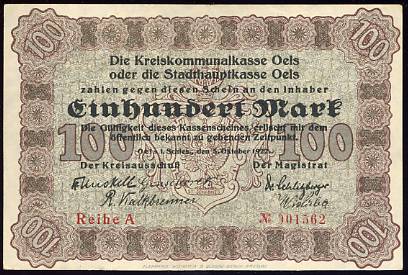 100 100
Die Kreiskommunalkasse Oels
oder die Stadthauptkasse Oels
zahlen gegen diesen Schein an den Inhaber
Einhundert Mark
100 100
Die Gültigkeit dieses Kassenscheines erlischt mit dem
öffentlich bekannt zu gebenden Zeitpunkt.
Oels i. Schles., den 5. Oktober 1922.
Der Kreisausschuß Der Magistrat
R. Walkbrenner
Reihe A № 001562
100 100